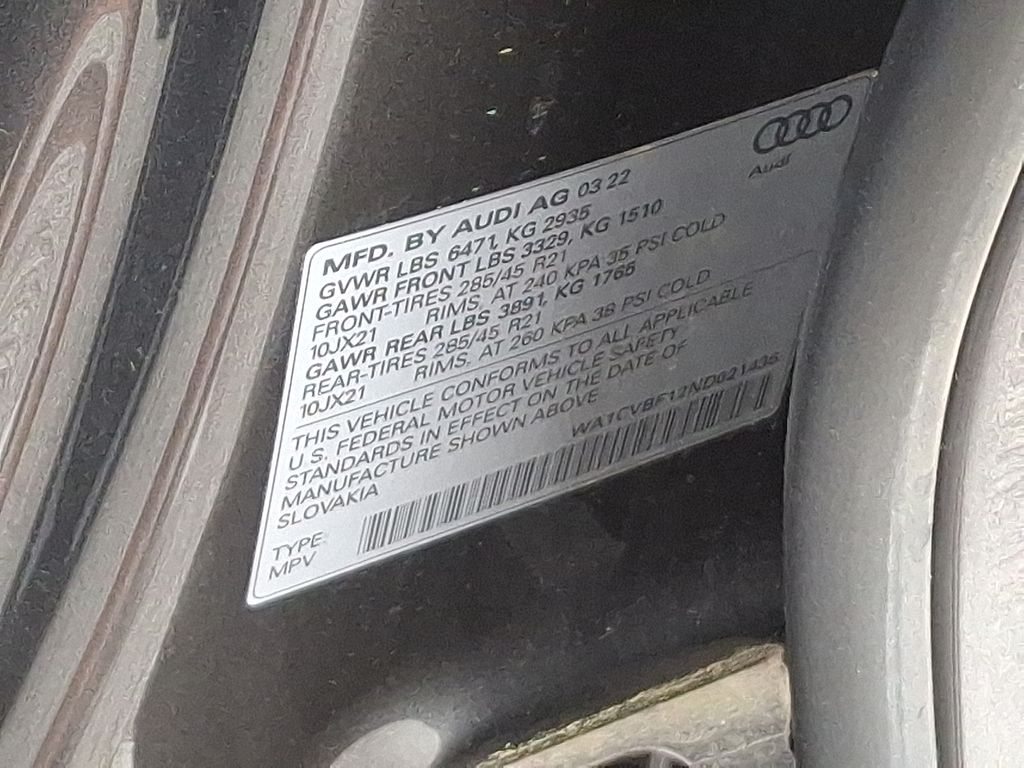 Audi
MFD. BY AUDI AG 03 22
GVWR LBS 6471, KG 2935
GAWR FRONT LBS 3329, KG 1510
FRONT-TIRES 285/45 R21
10JX21 RIMS, AT 240 KPA 35 PSI COLD
GAWR REAR LBS 3891, KG 1765
REAR-TIRES 285/45 R21
10JX21 RIMS, AT 260 KPA 38 PSI COLD
THIS VEHICLE CONFORMS TO ALL APPLICABLE
U.S. FEDERAL MOTOR VEHICLE SAFETY
STANDARDS IN EFFECT ON THE DATE OF
MANUFACTURE SHOWN ABOVE
SLOVAKIA
WA1CVBF12ND021436
TYPE:
MPV